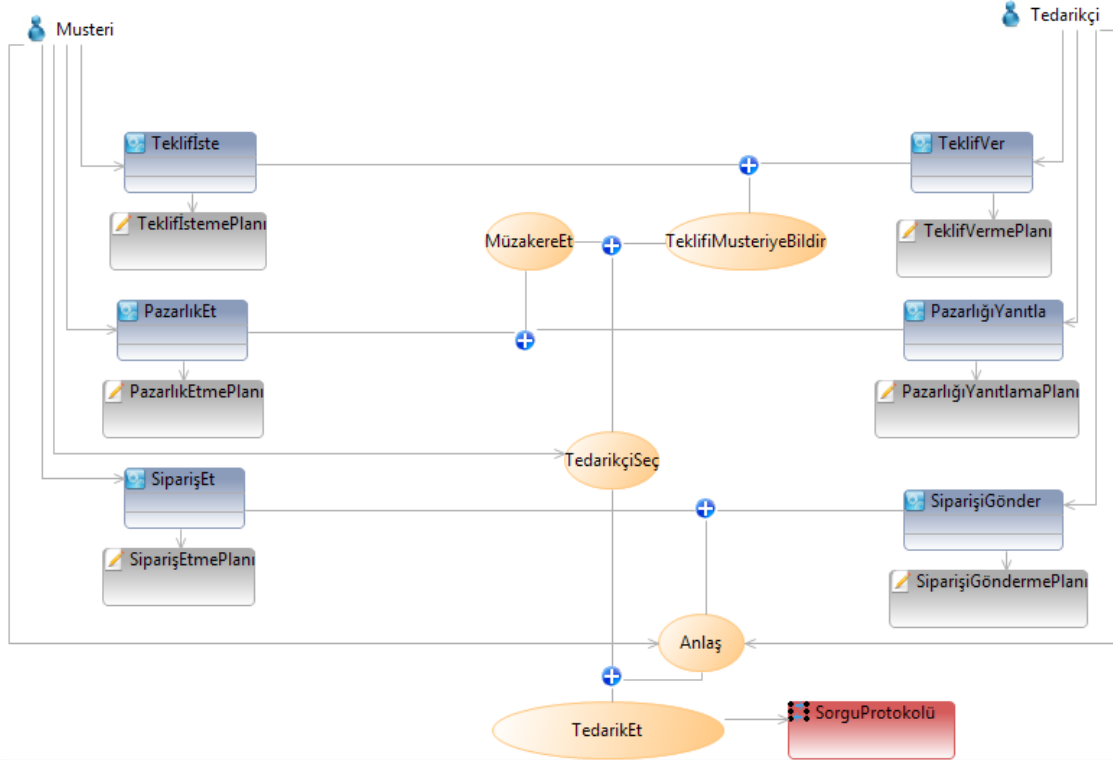 Musteri
Tedarikçi
Teklifİste
TeklifVer
TeklifİstemePlanı
MüzakereEt
TeklifiMusteriyeBildir
TeklifVermePlanı
PazarlıkEt
PazarlığıYanıtla
PazarlıkEtmePlanı
PazarlığıYanıtlamaPlanı
TedarikçiSeç
SiparişEt
SiparişiGönder
SiparişEtmePlanı
SiparişiGöndermePlanı
Anlaş
TedarikEt
SorguProtokolü